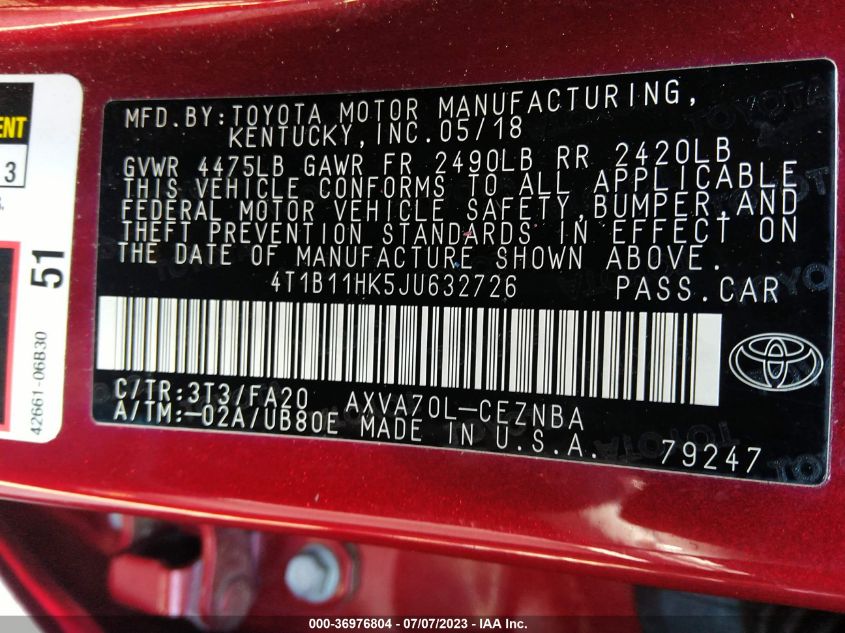 MFD.BY:TOYOTA MOTOR MANUFACTURING,
KENTUCKY,INC.05/18
GVWR 4475LB GAWR FR 2490LB RR 2420LB
THIS VEHICLE CONFORMS TO ALL APPLICABLE
FEDERAL MOTOR VEHICLE SAFETY,BUMPER,AND
THEFT PREVENTION STANDARDS IN EFFECT ON
THE DATE OF MANUFACTURE SHOWN ABOVE.
4T1B11HK5JU632726 PASS.CAR
C/TR:3T3/FA20 AXVA70L-CEZNBA
A/TM:-02A/UB80E MADE IN U.S.A. 79247
51
42661-06B30
000-36976804 / 07/07/2023 / IAA Inc.